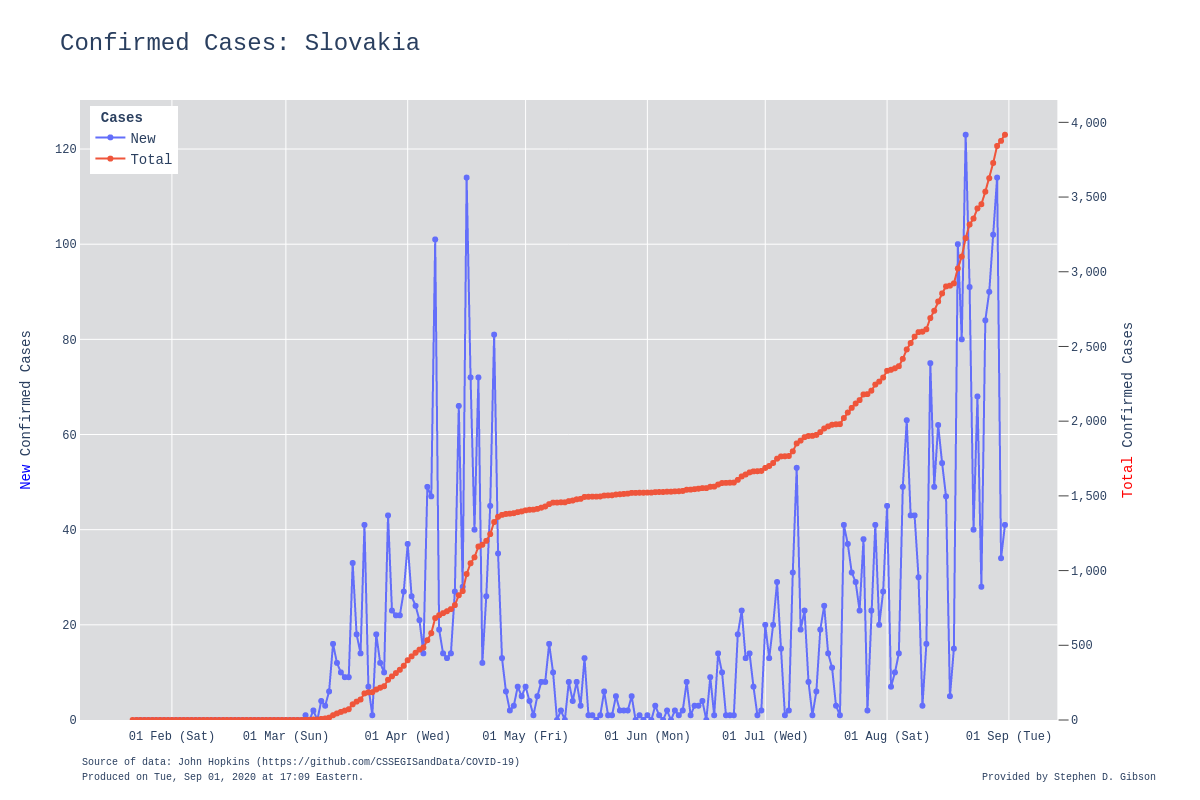 Confirmed Cases: Slovakia
Cases
New
Total
120
100
80
60
40
20
0
4,000
3,500
3,000
2,500
2,000
1,500
1,000
500
0
New Confirmed Cases
Total Confirmed Cases
01 Feb (Sat) 01 Mar (Sun) 01 Apr (Wed) 01 May (Fri) 01 Jun (Mon) 01 Jul (Wed) 01 Aug (Sat) 01 Sep (Tue)
Source of data: John Hopkins (https://github.com/CSSEGISandData/COVID-19)
Produced on Tue, Sep 01, 2020 at 17:09 Eastern.
Provided by Stephen D. Gibson